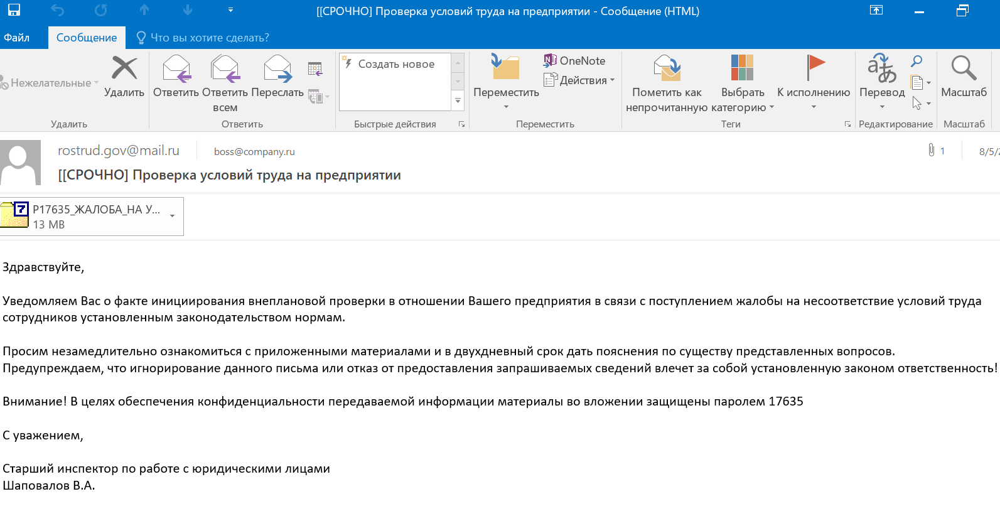 [[СРОЧНО] Проверка условий труда на предприятии - Сообщение (HTML)
Файл
Сообщение
Что вы хотите сделать?
Нежелательные
Удалить
Удалить
Ответить
Ответить всем
Переслать
Ответить
Создать новое
Быстрые действия
Переместить
OneNote
Действия
Переместить
Пометить как непрочитанную
Выбрать категорию
К исполнению
Теги
Перевод
Редактирование
Масштаб
Масштаб
rostrud.gov@mail.ru
boss@company.ru
1
8/5/
[[СРОЧНО] Проверка условий труда на предприятии
7
P17635_ЖАЛОБА_НА У...
13 MB
Здравствуйте,
Уведомляем Вас о факте инициирования внеплановой проверки в отношении Вашего предприятия в связи с поступлением жалобы на несоответствие условий труда
сотрудников установленным законодательством нормам.
Просим незамедлительно ознакомиться с приложенными материалами и в двухдневный срок дать пояснения по существу представленных вопросов.
Предупреждаем, что игнорирование данного письма или отказ от предоставления запрашиваемых сведений влечет за собой установленную законом ответственность!
Внимание! В целях обеспечения конфиденциальности передаваемой информации материалы во вложении защищены паролем 17635
С уважением,
Старший инспектор по работе с юридическими лицами
Шаповалов В.А.